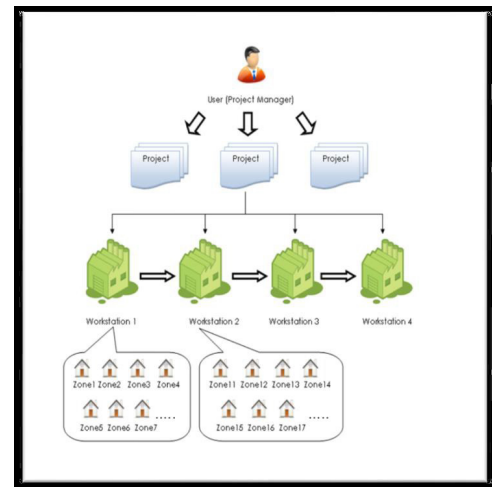 User (Project Manager)
Project Project Project
Workstation 1 Workstation 2 Workstation 3 Workstation 4
Zone1 Zone2 Zone3 Zone4 Zone11 Zone12 Zone13 Zone14
.....
.....
Zone5 Zone6 Zone7 Zone15 Zone16 Zone17